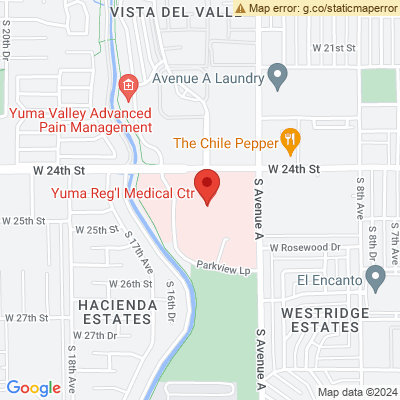 VISTA DEL VALLE
Map error: g.co/staticmaperror
S 20th Dr
W 21st St
Avenue A Laundry
Yuma Valley Advanced
Pain Management
The Chile Pepper
W 24th St
W 24th St
Yuma Reg'l Medical Ctr
W 25th St
W 25th St
S 17th Ave
S Avenue A
S 8th Ave
S 8th Dr
S 7th Ave
W Rosewood Dr
Parkview Lp
W 26th St
El Encanto
HACIENDA
ESTATES
S 16th Dr
WESTRIDGE
ESTATES
W 27th St
W 27th Dr
S 18th Ave
S Avenue A
Google
Map data ©2024